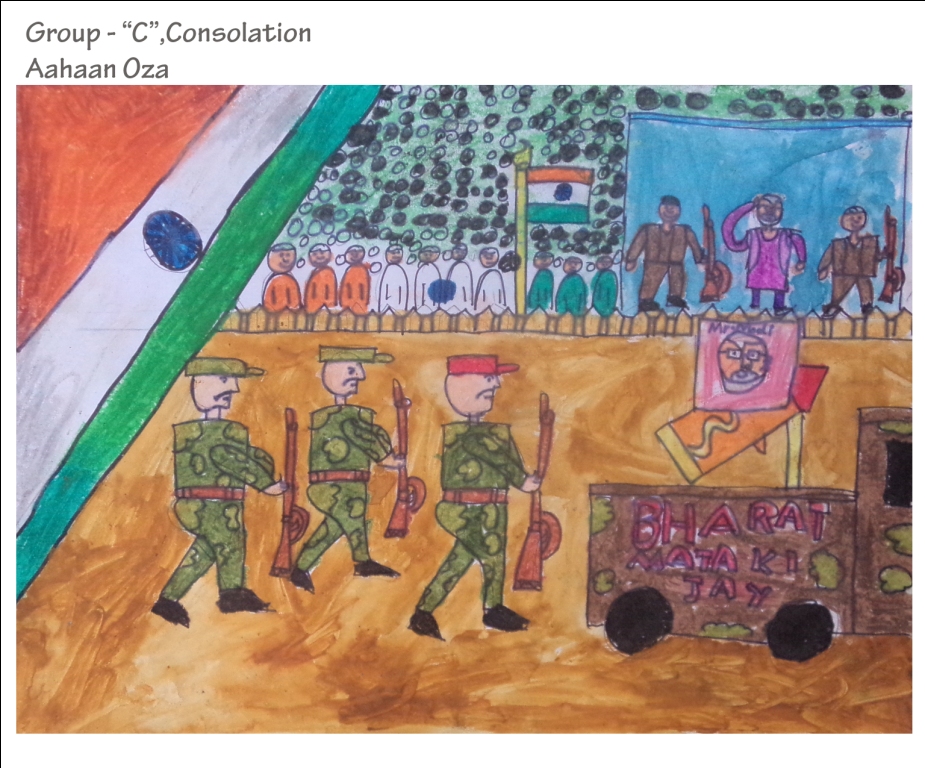 Group - “C”,Consolation
Aahaan Oza
Mr Modi
BHARAT
MATA KI
JAY